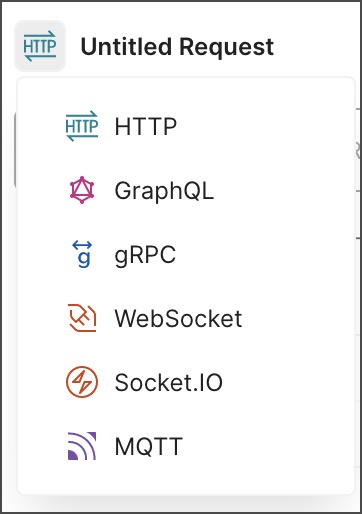 HTTP Untitled Request
HTTP HTTP
GraphQL
g gRPC
WebSocket
Socket.IO
MQTT